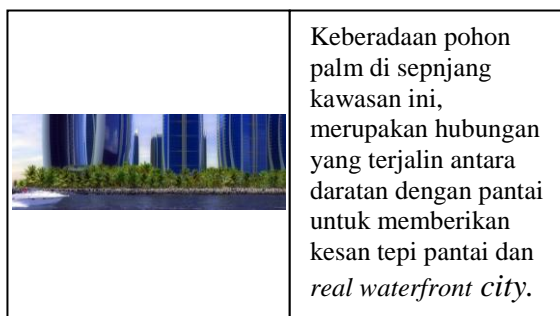 Keberadaan pohon
palm di sepnjang
kawasan ini,
merupakan hubungan
yang terjalin antara
daratan dengan pantai
untuk memberikan
kesan tepi pantai dan
real waterfront city.